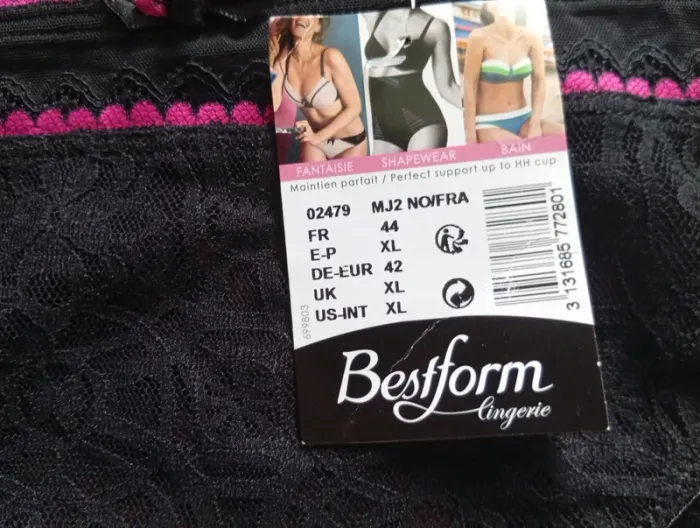 FANTAISIE SHAPEWEAR BAIN
Maintien parfait / Perfect support up to HH cup
02479 MJ2 NO/FRA
FR 44
E-P XL
DE-EUR 42
UK XL
US-INT XL
699803
3 131685 772801
Bestform
lingerie